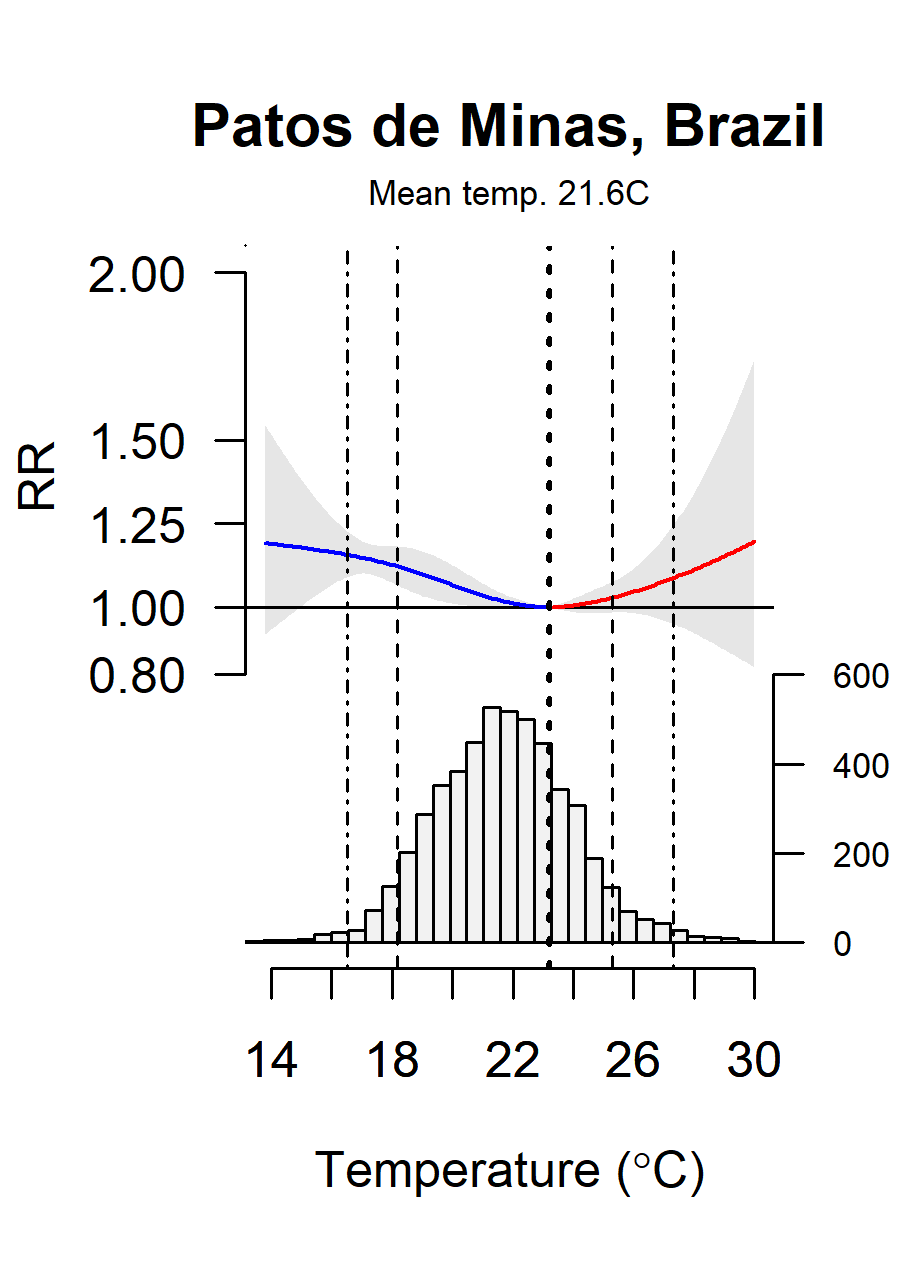 Patos de Minas, Brazil
Mean temp. 21.6C
2.00
1.50
1.25
1.00
0.80
RR
600
400
200
0
14 18 22 26 30
Temperature (°C)